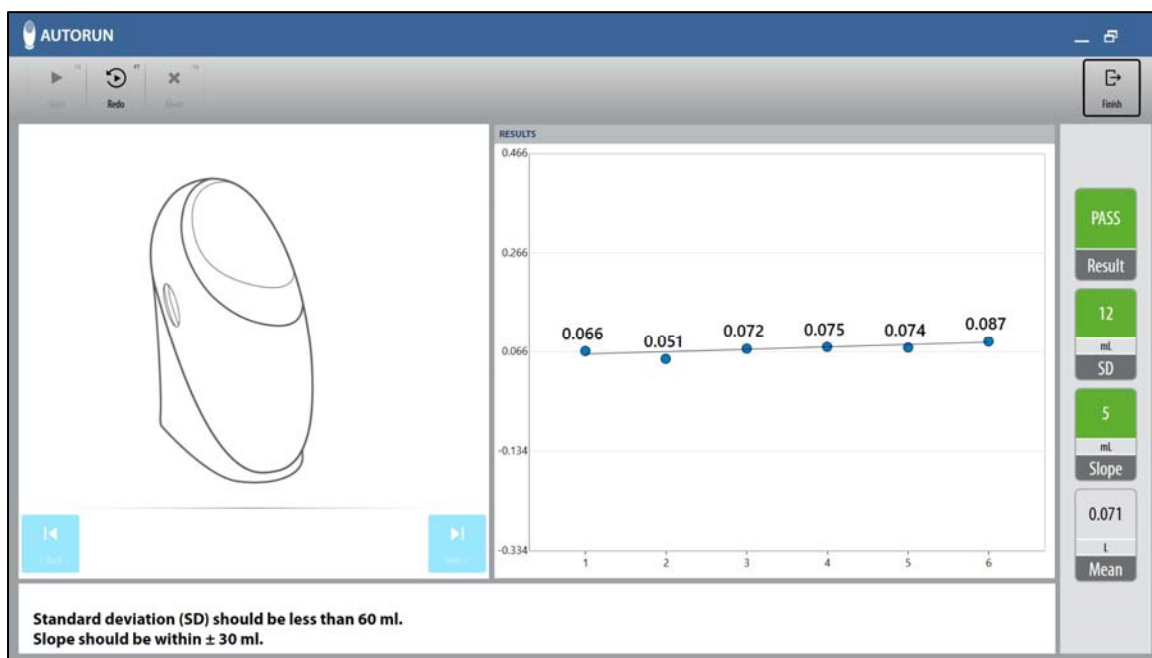 AUTORUN
Redo
Finish
RESULTS
0.466
0.266
0.066
-0.134
-0.334
0.066
0.051
0.072
0.075
0.074
0.087
1
2
3
4
5
6
PASS
Result
12
mL
SD
5
mL
Slope
0.071
L
Mean
Standard deviation (SD) should be less than 60 ml.
Slope should be within ± 30 ml.